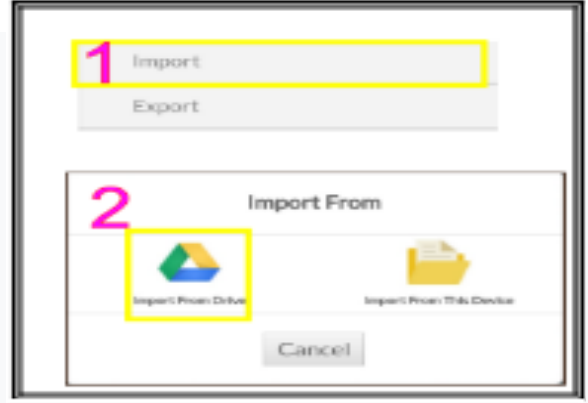 1 Import
Export
2 Import From
Import From Drive Import From This Device
Cancel